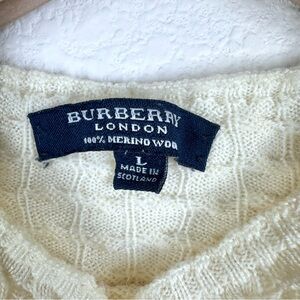 BURBERRY
LONDON
100% MERINO WOOL
L
MADE IN
SCOTLAND